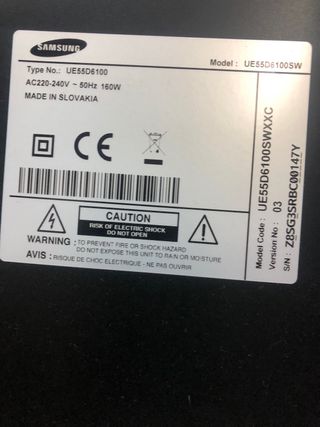 SAMSUNG
Type No.: UE55D6100
Model : UE55D6100SW
AC220-240V ~ 50Hz 160W
MADE IN SLOVAKIA
CAUTION
RISK OF ELECTRIC SHOCK
DO NOT OPEN
WARNING : TO PREVENT FIRE OR SHOCK HAZARD
DO NOT EXPOSE THIS UNIT TO RAIN OR MOISTURE
AVIS : RISQUE DE CHOC ELECTRIQUE - NE PAS OUVRIR
Model Code : UE55D6100SWXXC
Version No : 03
S/N : Z8SG3SRBC00147Y